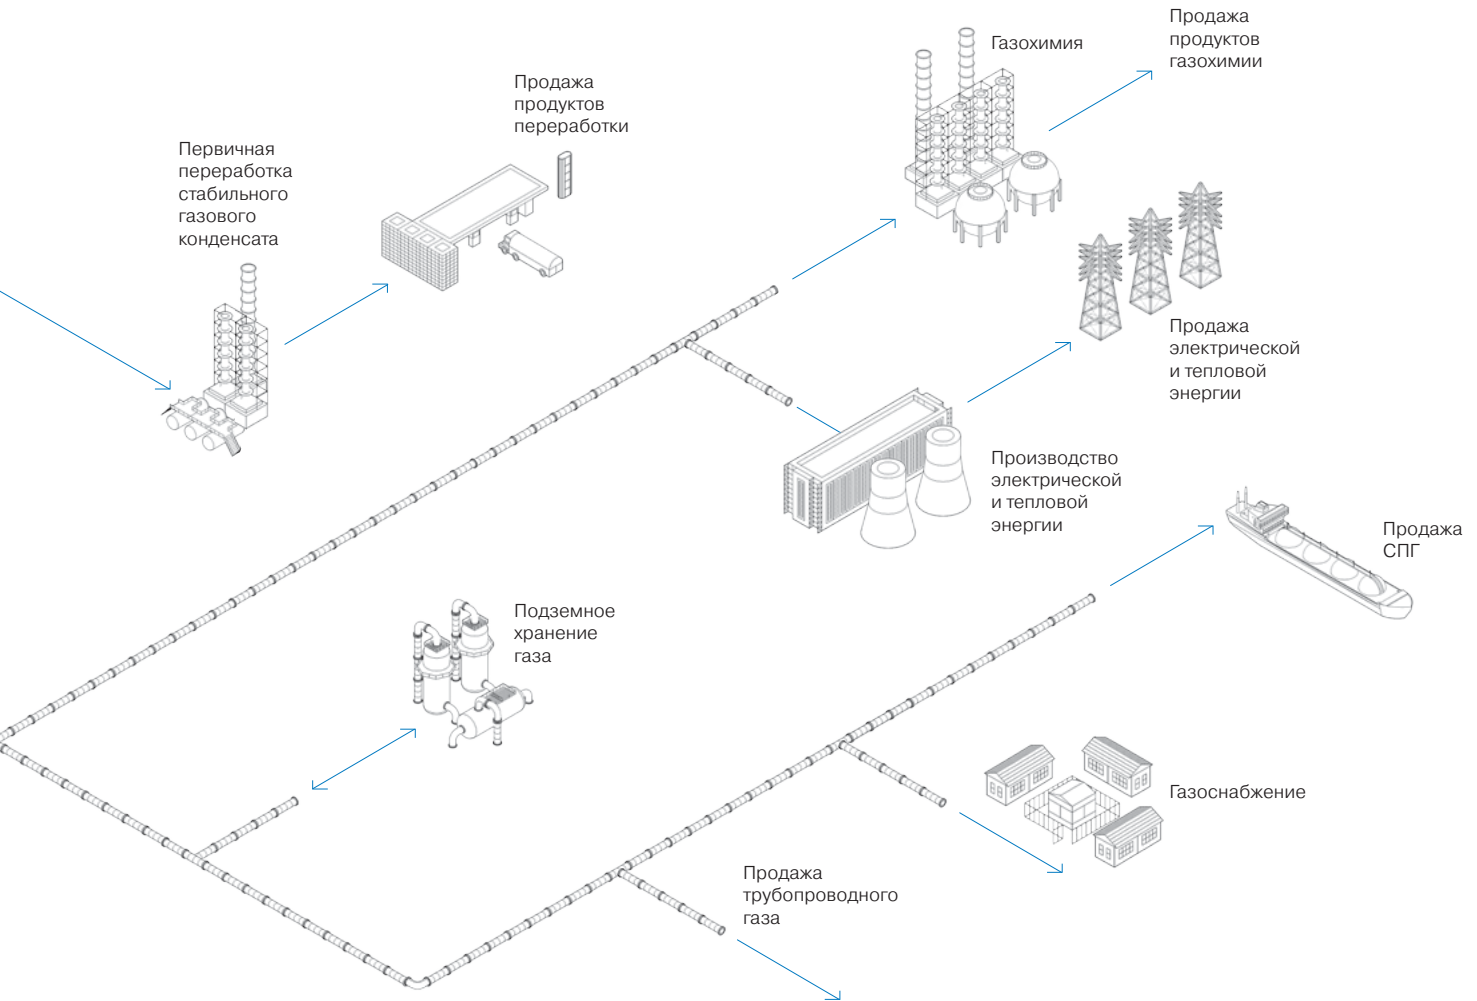 Продажа
продуктов
газохимии
Газохимия
Продажа
продуктов
переработки
Первичная
переработка
стабильного
газового
конденсата
Продажа
электрической
и тепловой
энергии
Производство
электрической
и тепловой
энергии
Продажа
СПГ
Подземное
хранение
газа
Газоснабжение
Продажа
трубопроводного
газа